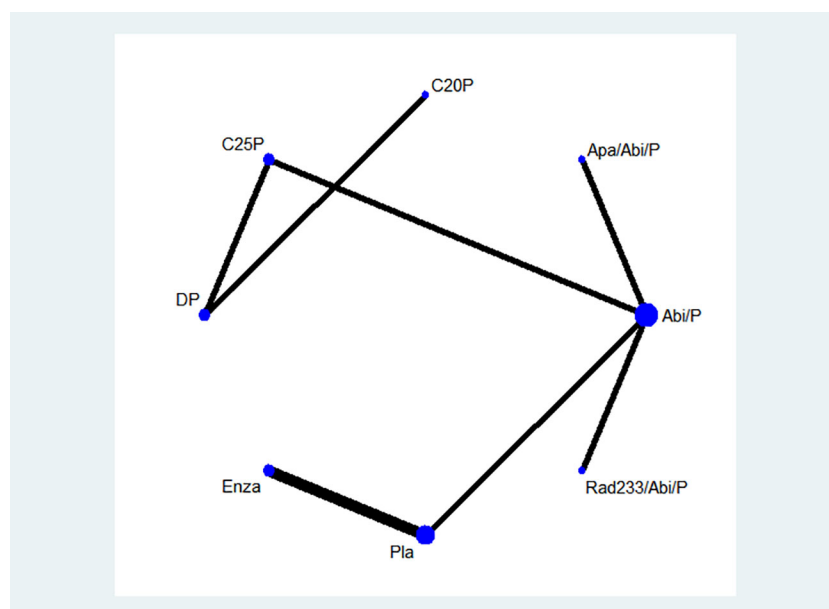 C20P
C25P
Apa/Abi/P
DP
Abi/P
Enza
Rad233/Abi/P
Pla